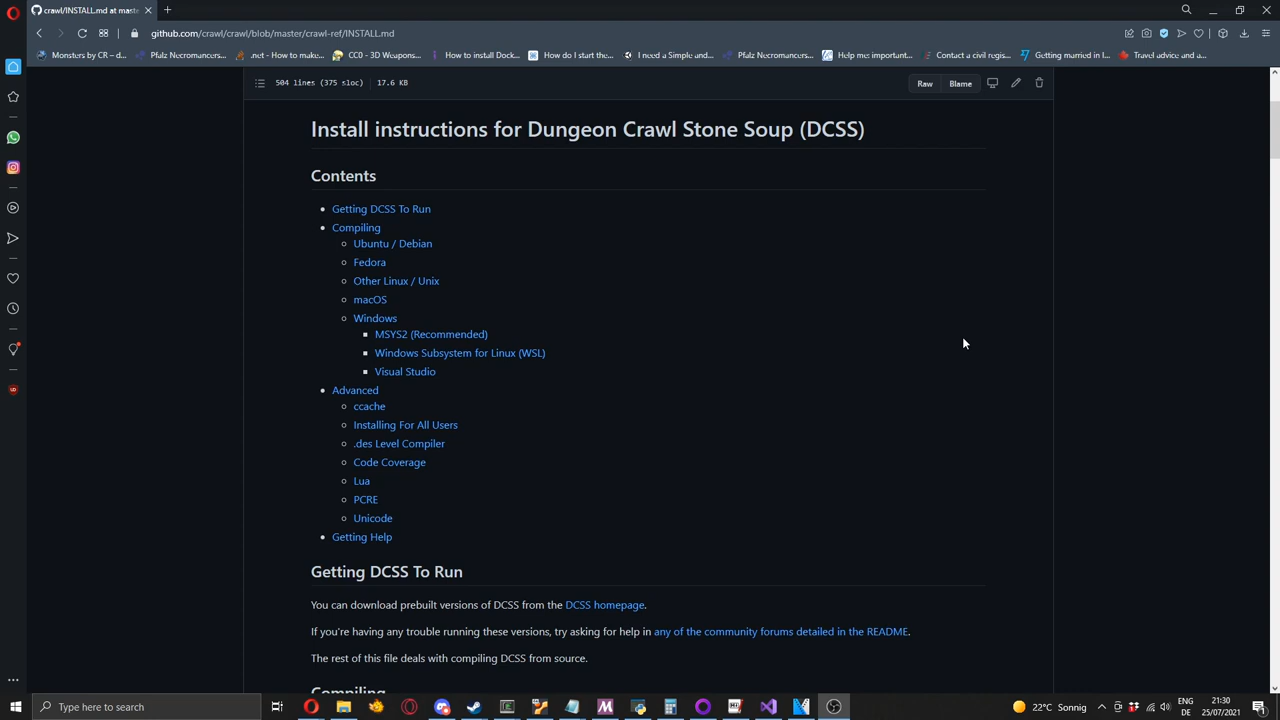 crawl/INSTALL.md at maste
github.com/crawl/crawl/blob/master/crawl-ref/INSTALL.md
Monsters by CR – d... Pfalz Necromancers... .net - How to make... CC0 - 3D Weapons... How to install Dock... How do I start the... I need a Simple and... Pfalz Necromancers... Help me: important... Contact a civil regis... Getting married in I... Travel advice and a...
504 lines (375 sloc) 17.6 KB Raw Blame
Install instructions for Dungeon Crawl Stone Soup (DCSS)
Contents
Getting DCSS To Run
Compiling
Ubuntu / Debian
Fedora
Other Linux / Unix
macOS
Windows
MSYS2 (Recommended)
Windows Subsystem for Linux (WSL)
Visual Studio
Advanced
ccache
Installing For All Users
.des Level Compiler
Code Coverage
Lua
PCRE
Unicode
Getting Help
Getting DCSS To Run
You can download prebuilt versions of DCSS from the DCSS homepage.
If you're having any trouble running these versions, try asking for help in any of the community forums detailed in the README.
The rest of this file deals with compiling DCSS from source.
Compiling
Type here to search 22°C Sonnig ENG 21:30
DE 25/07/2021